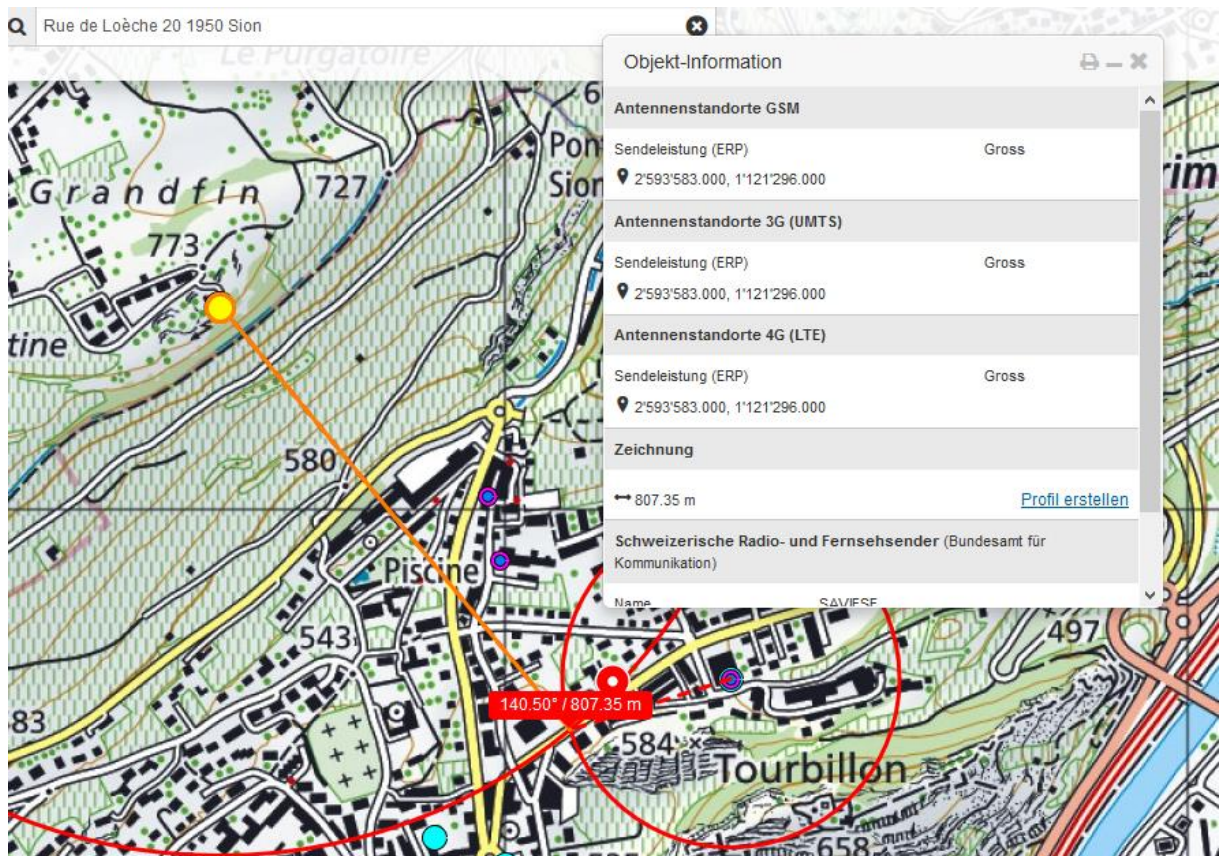 Rue de Loèche 20 1950 Sion
Le Purgatoire
Objekt-Information
Antennenstandorte GSM
Sendeleistung (ERP) Gross
2'593'583.000, 1'121'296.000
Antennenstandorte 3G (UMTS)
Sendeleistung (ERP) Gross
2'593'583.000, 1'121'296.000
Antennenstandorte 4G (LTE)
Sendeleistung (ERP) Gross
2'593'583.000, 1'121'296.000
Zeichnung
807.35 m Profil erstellen
Schweizerische Radio- und Fernsehsender (Bundesamt für
Kommunikation)
Name SAVIESE
Pon
Sion
Grandfin
727
773
tine
580
Piscine
543
497
140.50° / 807.35 m
83
584
Tourbillon
658